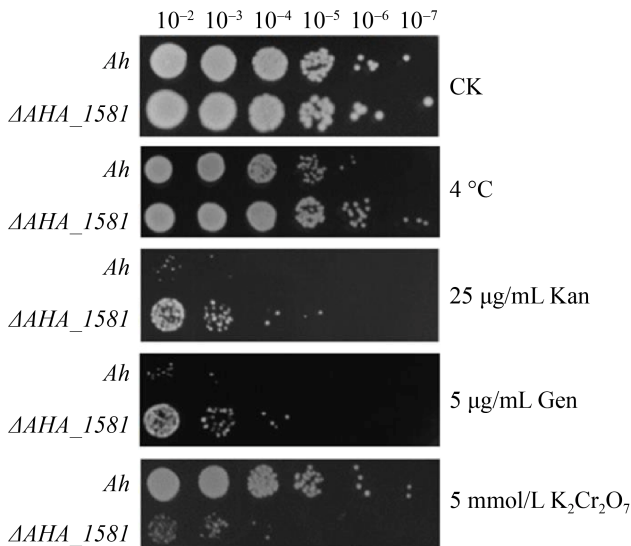 10⁻² 10⁻³ 10⁻⁴ 10⁻⁵ 10⁻⁶ 10⁻⁷
Ah
CK
ΔAHA_1581
Ah
4 °C
ΔAHA_1581
Ah
25 μg/mL Kan
ΔAHA_1581
Ah
5 μg/mL Gen
ΔAHA_1581
Ah
5 mmol/L K₂Cr₂O₇
ΔAHA_1581